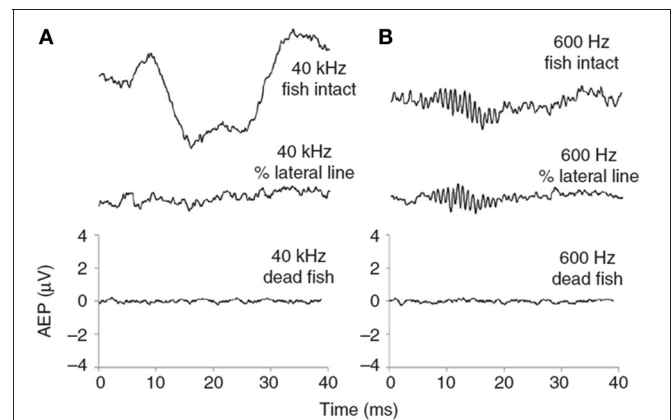 A
B
40 kHz
fish intact
600 Hz
fish intact
40 kHz
% lateral line
600 Hz
% lateral line
40 kHz
dead fish
600 Hz
dead fish
AEP (μV)
4
2
0
−2
−4
4
2
0
−2
−4
0
10
20
30
40
0
10
20
30
40
Time (ms)